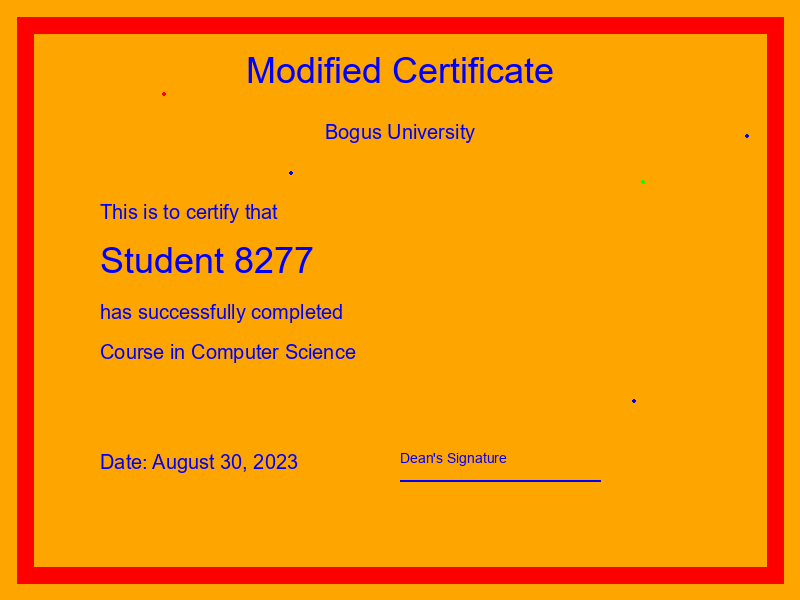 Modified Certificate
Bogus University
This is to certify that
Student 8277
has successfully completed
Course in Computer Science
Date: August 30, 2023
Dean's Signature